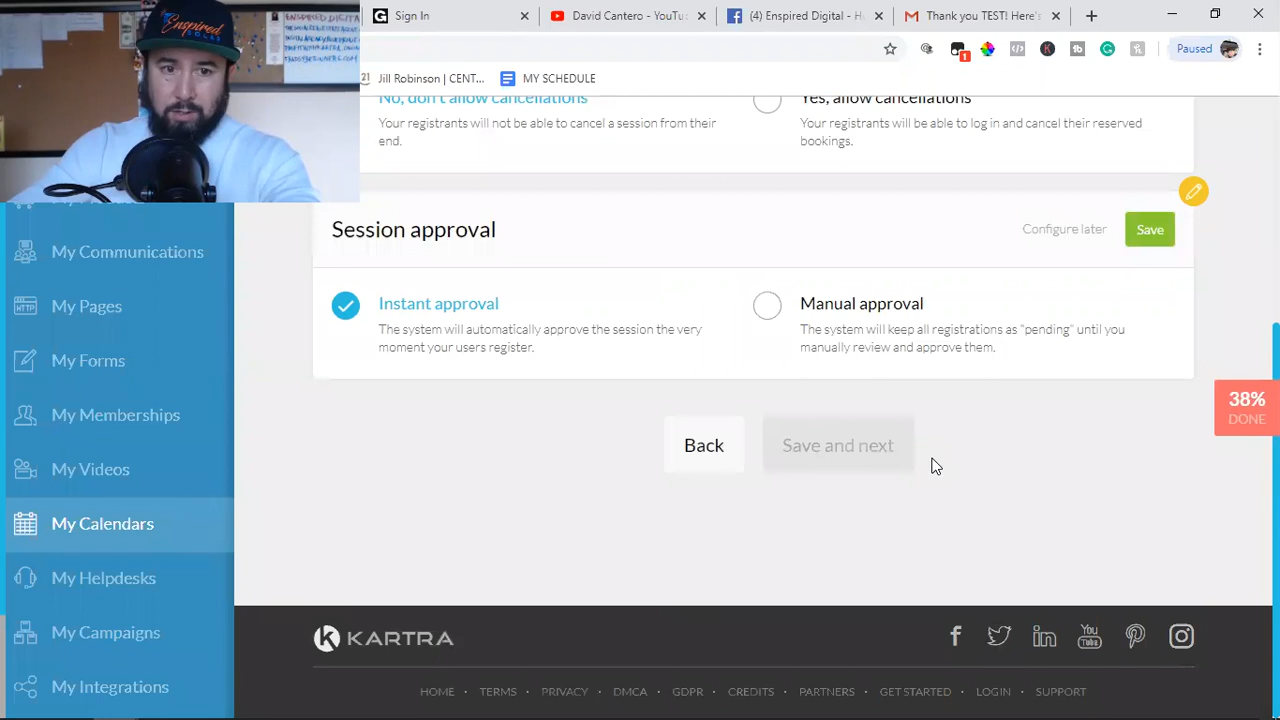 Sign In
David Cantero - YouTu
(4) Enspired Digital - H
Thank you TEST! Here's
Paused
Jill Robinson | CENT...
MY SCHEDULE
ENSPIRED DIGITAL
Enspired
No, don't allow cancellations
Your registrants will not be able to cancel a session from their
end.
Yes, allow cancellations
Your registrants will be able to log in and cancel their reserved
bookings.
Session approval
Configure later
Save
Instant approval
The system will automatically approve the session the very
moment your users register.
Manual approval
The system will keep all registrations as "pending" until you
manually review and approve them.
Back
Save and next
38%
DONE
My Communications
My Pages
My Forms
My Memberships
My Videos
My Calendars
My Helpdesks
My Campaigns
My Integrations
KARTRA
HOME · TERMS · PRIVACY · DMCA · GDPR · CREDITS · PARTNERS · GET STARTED · LOGIN · SUPPORT